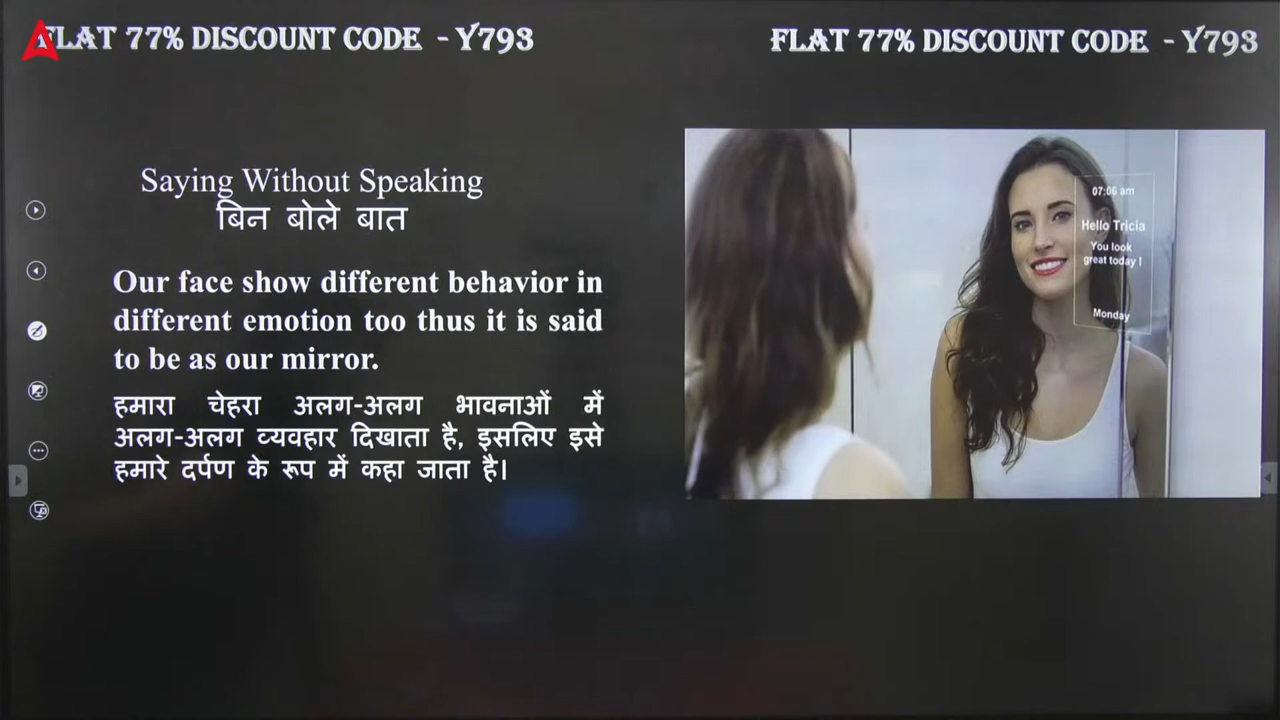 FLAT 77% DISCOUNT CODE - Y793
FLAT 77% DISCOUNT CODE - Y793
Saying Without Speaking
बिन बोले बात
Our face show different behavior in
different emotion too thus it is said
to be as our mirror.
हमारा चेहरा अलग-अलग भावनाओं में
अलग-अलग व्यवहार दिखाता है, इसलिए इसे
हमारे दर्पण के रूप में कहा जाता है।
07:06 am
Hello Tricia
You look
great today !
Monday